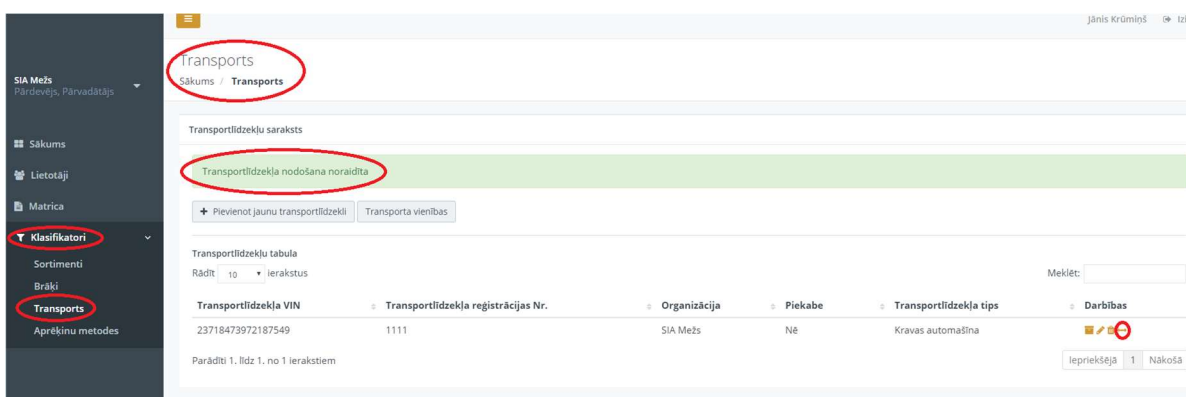 Jānis Krūmiņš
Transports
Sākums / Transports
SIA Mežs
Pārdevējs, Pārvadātājs
Sākums
Lietotāji
Matrica
Klasifikatori
Sortimenti
Brāķi
Transports
Aprēķinu metodes
Transportlīdzekļu saraksts
Transportlīdzekļa nodošana noraidīta
+ Pievienot jaunu transportlīdzekli Transporta vienības
Transportlīdzekļu tabula
Rādīt 10 ierakstus Meklēt:
Transportlīdzekļa VIN Transportlīdzekļa reģistrācijas Nr. Organizācija Piekabe Transportlīdzekļa tips Darbības
23718473972187549 1111 SIA Mežs Nē Kravas automašīna
Parādīti 1. līdz 1. no 1 ierakstiem Iepriekšējā 1 Nākošā